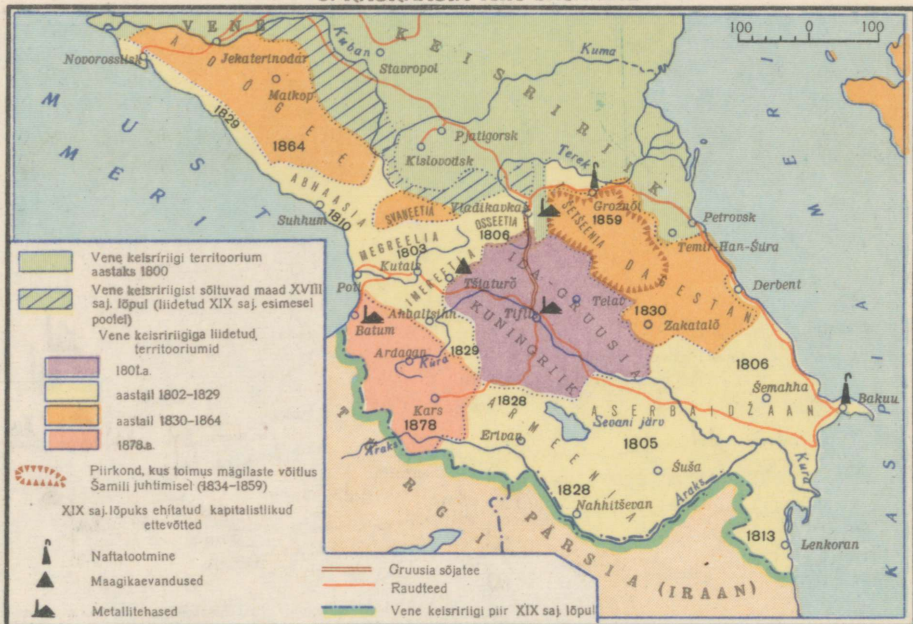 VENE
KEISRIRIIK
Kuban
Kuma
100 0 100
Novorossiisk
Jekaterinodar
Stavropol
ADÕGEE
Maikop
MUST
MERI
1829
1864
Pjatigorsk
Kislovodsk
Terek
ABHAASIA
1810
Suhhum
SVANEETIA
Vladikavkaz
OSSEETIA
1806
Groznõi
1859
TŠETŠEENIA
Petrovsk
Temir-Han-Šura
DAGESTAN
Derbent
MEGREELIA
1803
Kutais
Poti
IMEREETIA
Tšiaturõ
IDA-GRUUSIA
KUNINGRIIK
Telav
Tiflis
1830
Zakatalõ
Ahhaltsihh
Batum
Ardagan
Kura
1829
1806
Šemahha
Bakuu
KASPIA
MERI
Kars
1878
1828
ARMEENIA
Erivan
Sevani järv
ASERBAIDŽAAN
1805
Šuša
Kura
Araks
1828
Nahhitševan
Araks
1813
Lenkoran
TÜRGI
PÄRSIA
(IRAAN)
Vene keisririigi territoorium
aastaks 1800
Vene keisririigist sõltuvad maad XVIII
saj. lõpul (liidetud XIX saj. esimesel
poolel)
Vene keisririigiga liidetud
territooriumid
1801.a.
aastail 1802–1829
aastail 1830–1864
1878.a.
Piirkond, kus toimus mägilaste võitlus
Šamili juhtimisel (1834–1859)
XIX saj. lõpuks ehitatud kapitalistlikud
ettevõtted
Naftatootmine
Maagikaevandused
Metallitehased
Gruusia sõjatee
Raudteed
Vene keisririigi piir XIX saj. lõpul